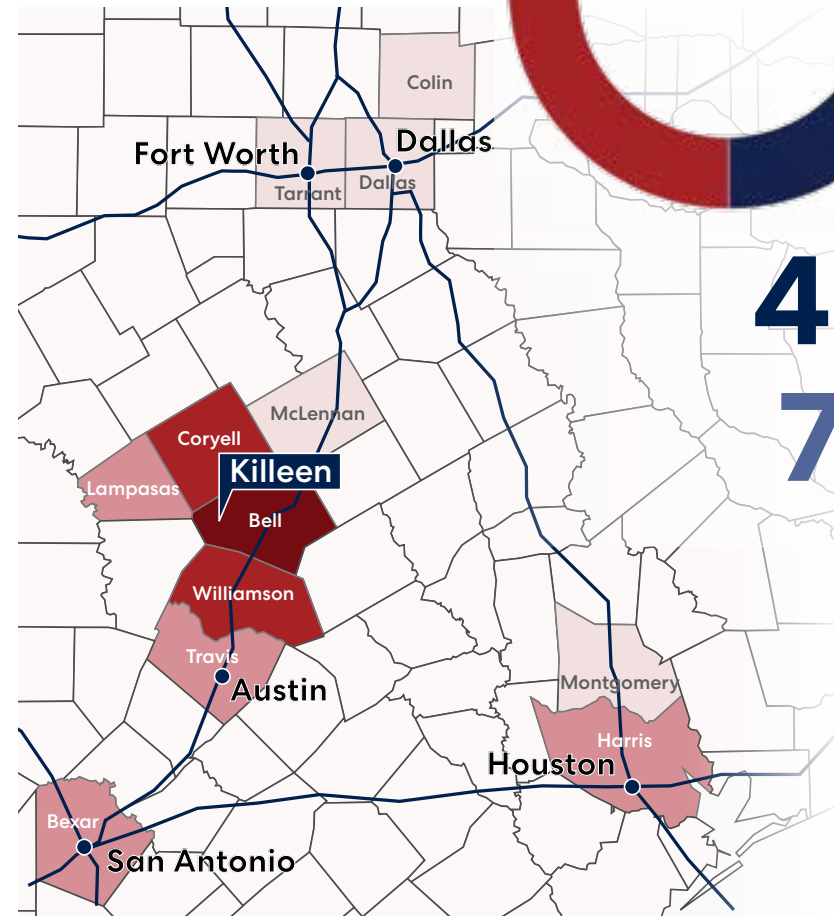 Colin
Dallas
Fort Worth
Dallas
Tarrant
4
7
McLennan
Coryell
Killeen
Lampasas
Bell
Williamson
Travis
Austin
Montgomery
Harris
Houston
Bexar
San Antonio